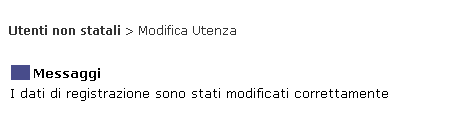 Utenti non statali > Modifica Utenza
Messaggi
I dati di registrazione sono stati modificati correttamente